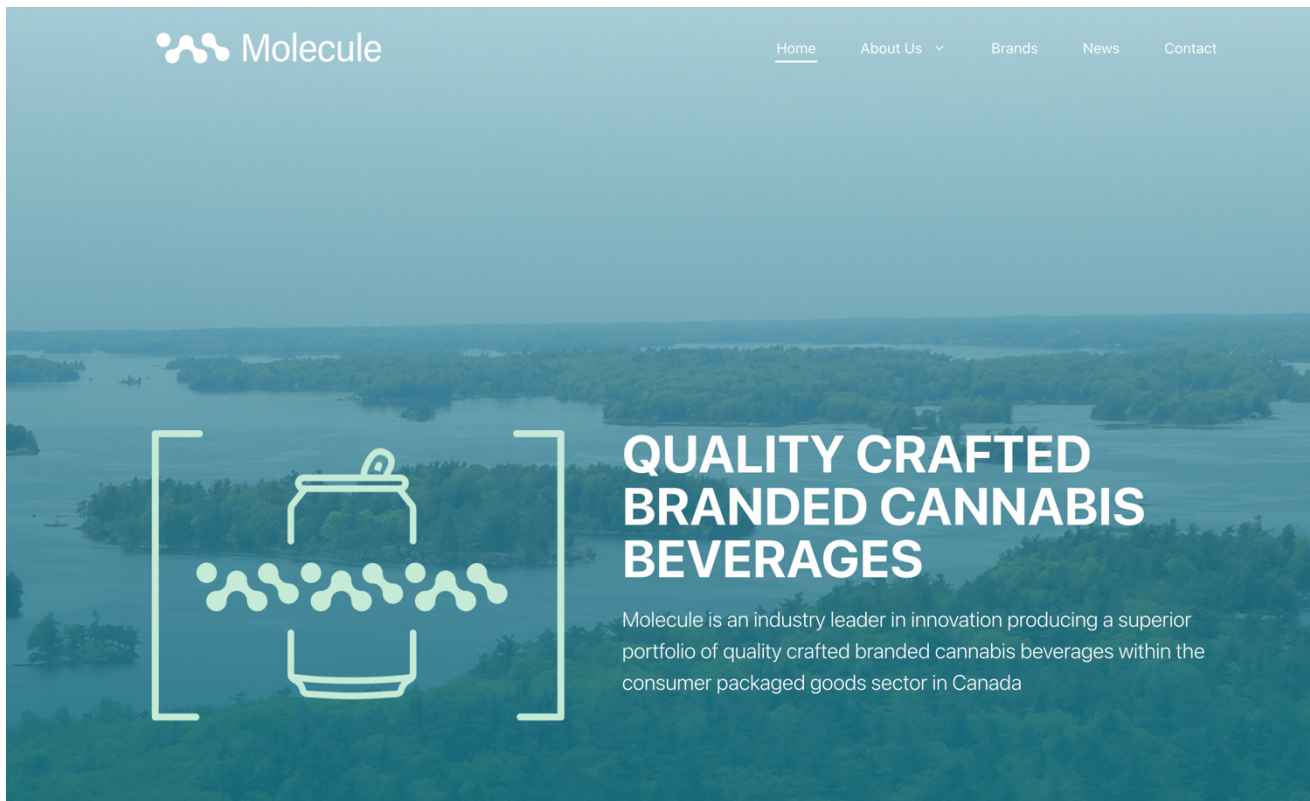 Molecule
Home About Us Brands News Contact
QUALITY CRAFTED
BRANDED CANNABIS
BEVERAGES
Molecule is an industry leader in innovation producing a superior
portfolio of quality crafted branded cannabis beverages within the
consumer packaged goods sector in Canada